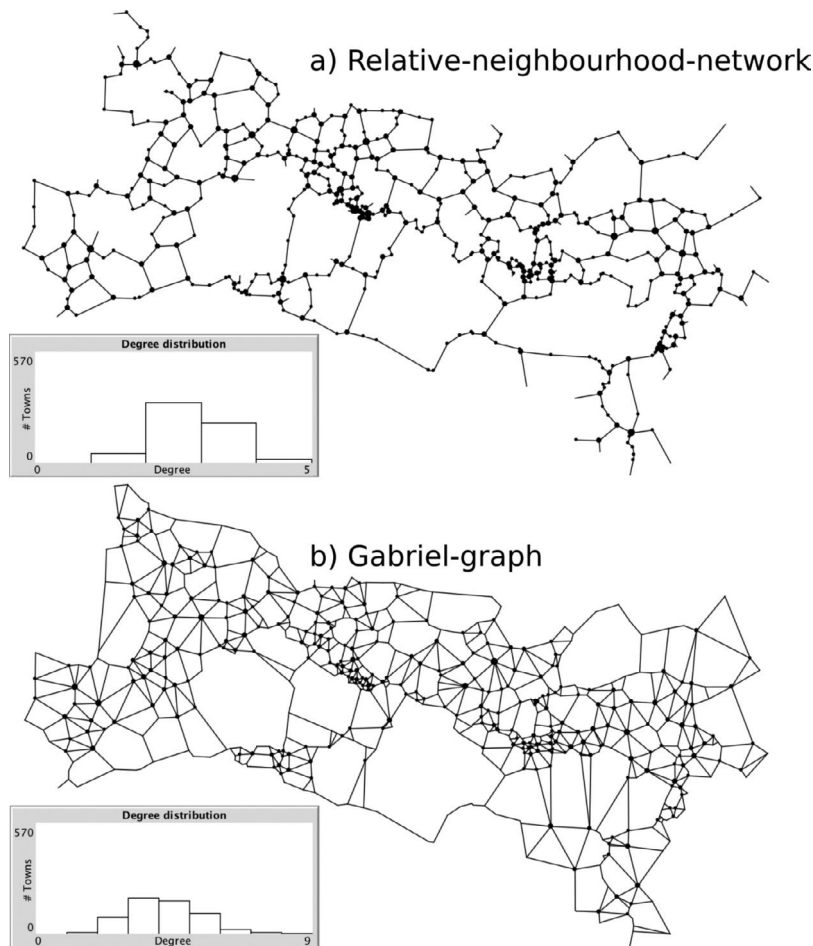 a) Relative-neighbourhood-network
Degree distribution
570
# Towns
0
0
Degree
5
b) Gabriel-graph
Degree distribution
570
# Towns
0
0
Degree
9